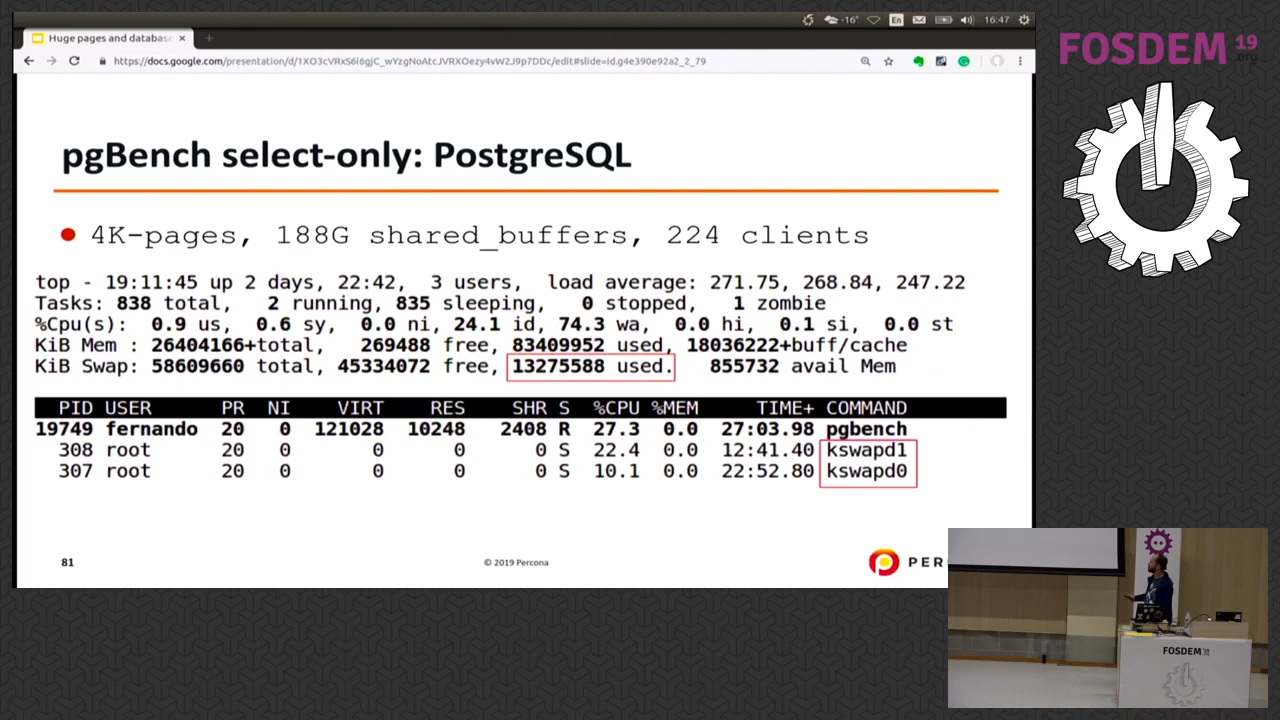 -16°
En
16:47
Huge pages and database
https://docs.google.com/presentation/d/1XO3cVRxS6i6gjC_wYzgNoAtcJVRXOezy4vW2J9p7DDc/edit#slide=id.g4e390e92a2_2_79
FOSDEM 19
.org
pgBench select-only: PostgreSQL
4K-pages, 188G shared_buffers, 224 clients
top - 19:11:45 up 2 days, 22:42, 3 users, load average: 271.75, 268.84, 247.22
Tasks: 838 total, 2 running, 835 sleeping, 0 stopped, 1 zombie
%Cpu(s): 0.9 us, 0.6 sy, 0.0 ni, 24.1 id, 74.3 wa, 0.0 hi, 0.1 si, 0.0 st
KiB Mem : 26404166+total, 269488 free, 83409952 used, 18036222+buff/cache
KiB Swap: 58609660 total, 45334072 free, 13275588 used. 855732 avail Mem
PID USER PR NI VIRT RES SHR S %CPU %MEM TIME+ COMMAND
19749 fernando 20 0 121028 10248 2408 R 27.3 0.0 27:03.98 pgbench
308 root 20 0 0 0 0 S 22.4 0.0 12:41.40 kswapd1
307 root 20 0 0 0 0 S 10.1 0.0 22:52.80 kswapd0
81
© 2019 Percona
PER
FOSDEM